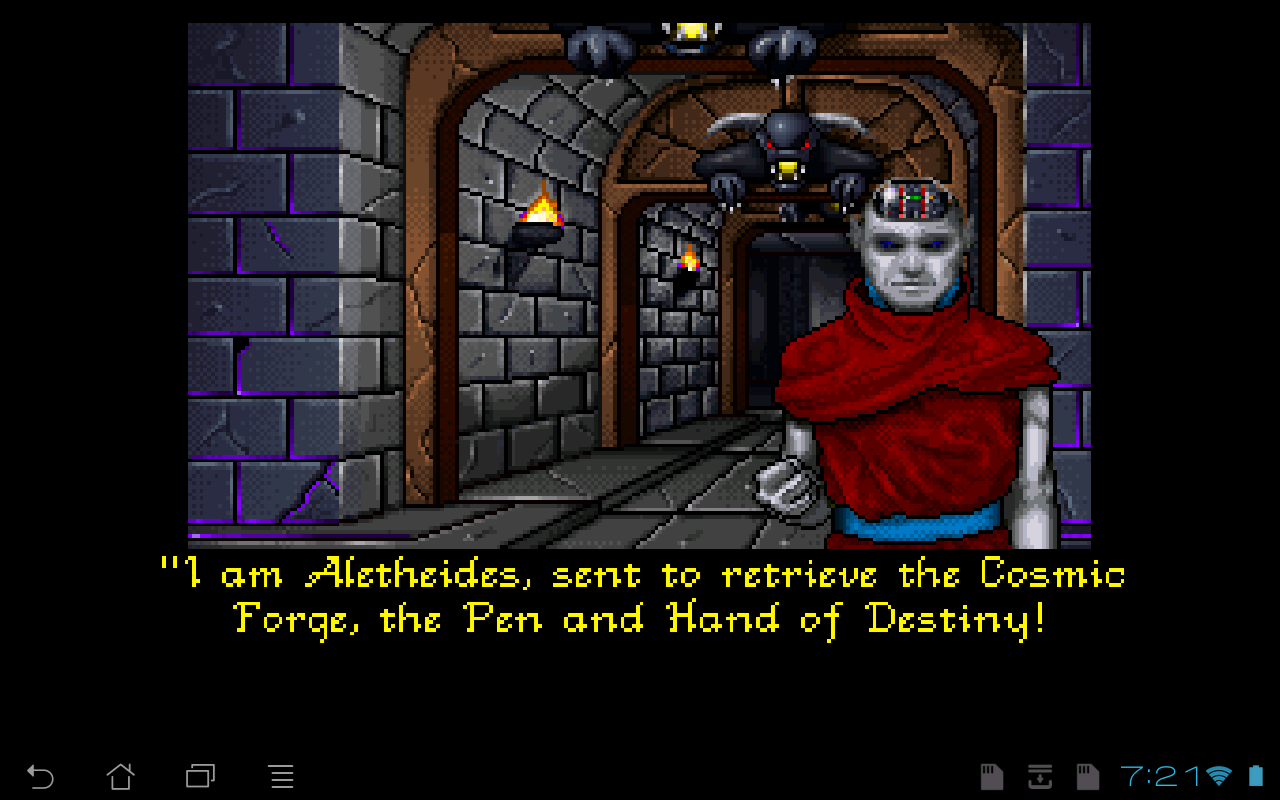 "I am Aletheides, sent to retrieve the Cosmic
Forge, the Pen and Hand of Destiny!
7:21